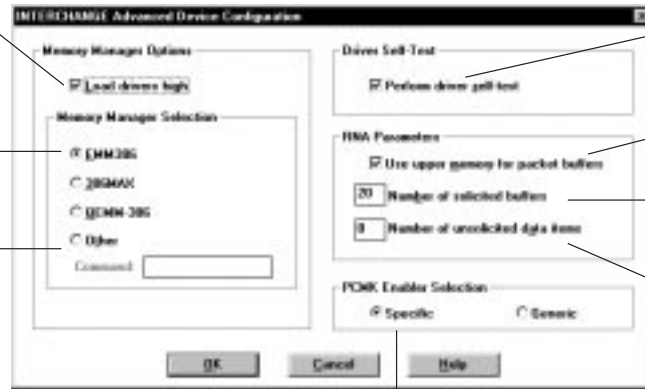 INTERCHANGE Advanced Device Configuration
Memory Manager Options
Load drivers high
Memory Manager Selection
EMM386
386MAX
QEMM-386
Other
Command:
Driver Self-Test
Perform driver self-test
RNA Parameters
Use upper memory for packet buffers
20 Number of solicited buffers
0 Number of unsolicited data items
PCMK Enabler Selection
Specific
Generic
OK
Cancel
Help